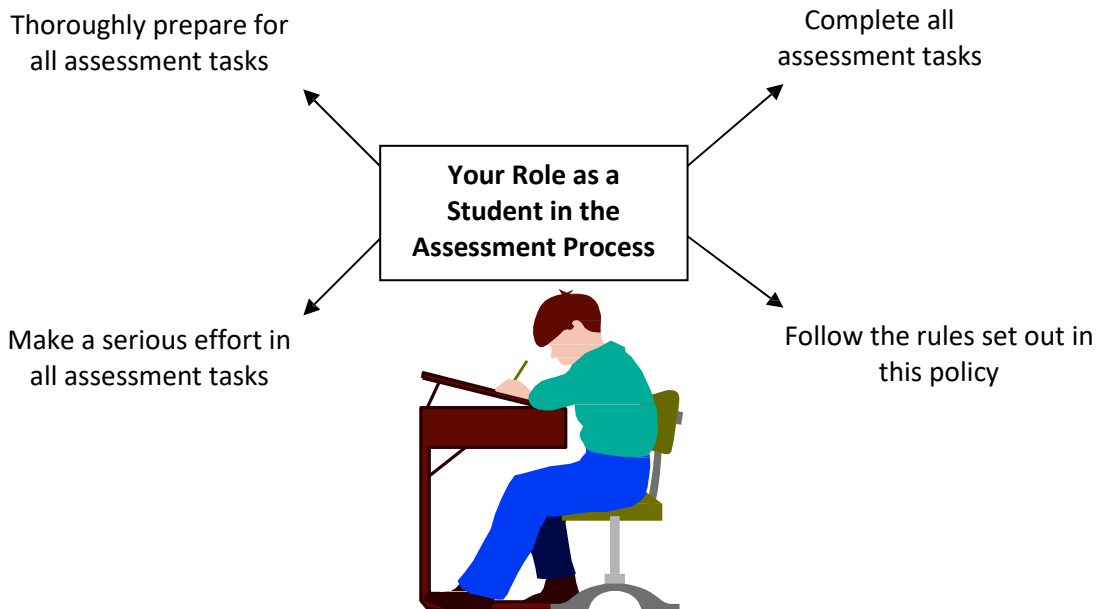 Thoroughly prepare for
all assessment tasks
Complete all
assessment tasks
Your Role as a
Student in the
Assessment Process
Make a serious effort in
all assessment tasks
Follow the rules set out in
this policy